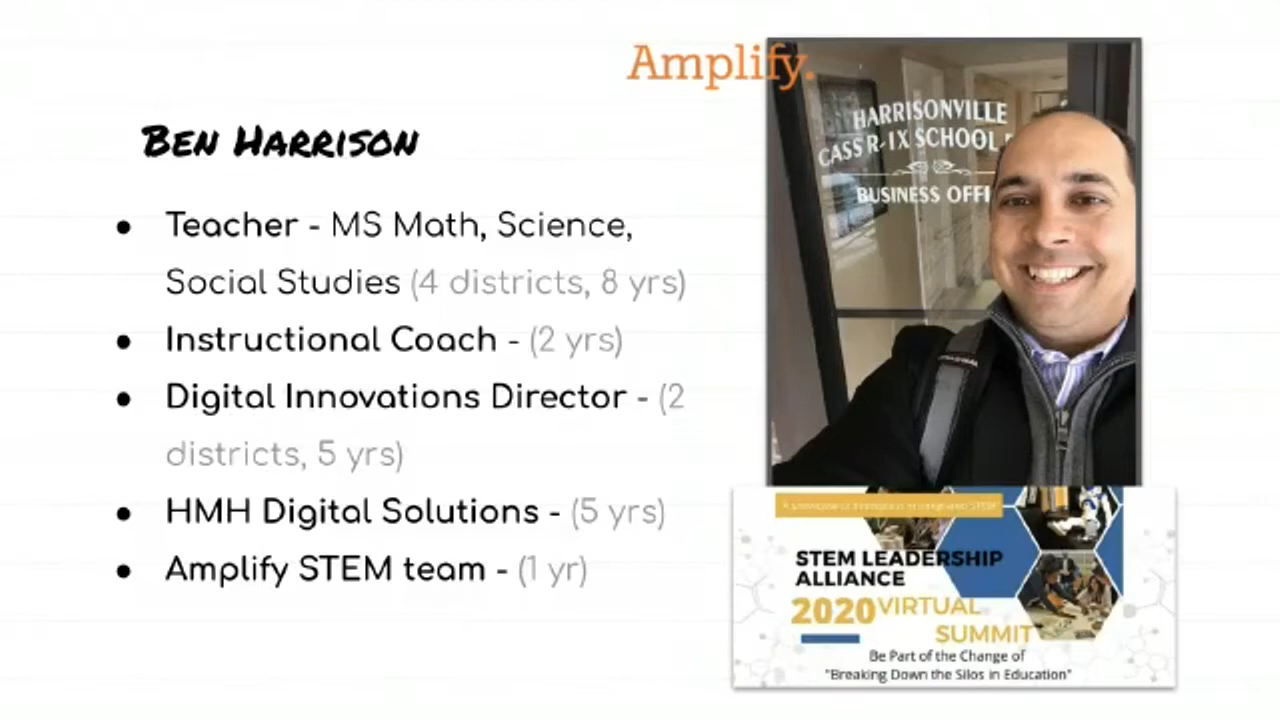 Amplify.
HARRISONVILLE
CASS R-IX SCHOOL
BUSINESS OFFI
BEN HARRISON
● Teacher - MS Math, Science,
Social Studies (4 districts, 8 yrs)
● Instructional Coach - (2 yrs)
● Digital Innovations Director - (2
districts, 5 yrs)
● HMH Digital Solutions - (5 yrs)
● Amplify STEM team - (1 yr)
STEM LEADERSHIP
ALLIANCE
2020 VIRTUAL
SUMMIT
Be Part of the Change of
"Breaking Down the Silos in Education"